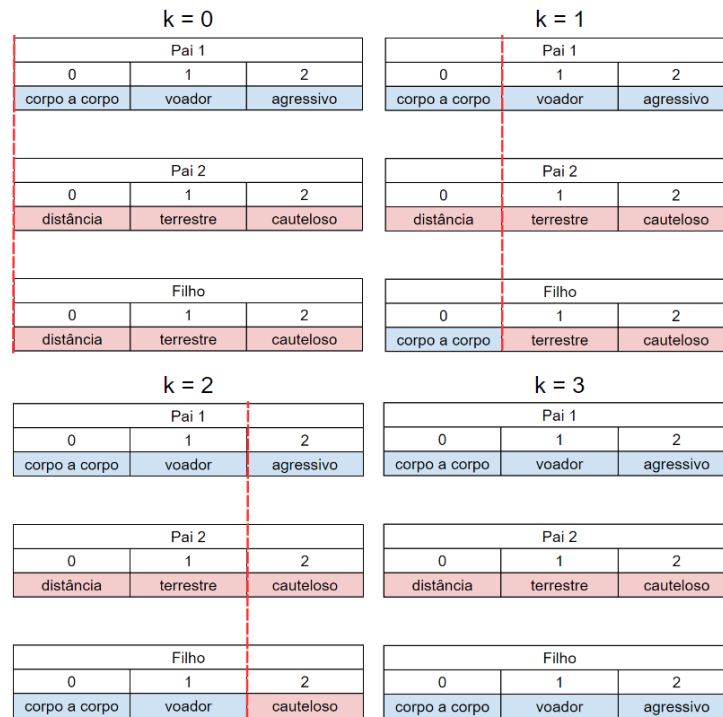 k = 0
Pai 1
0 1 2
corpo a corpo voador agressivo
Pai 2
0 1 2
distância terrestre cauteloso
Filho
0 1 2
distância terrestre cauteloso
k = 1
Pai 1
0 1 2
corpo a corpo voador agressivo
Pai 2
0 1 2
distância terrestre cauteloso
Filho
0 1 2
corpo a corpo terrestre cauteloso
k = 2
Pai 1
0 1 2
corpo a corpo voador agressivo
Pai 2
0 1 2
distância terrestre cauteloso
Filho
0 1 2
corpo a corpo voador cauteloso
k = 3
Pai 1
0 1 2
corpo a corpo voador agressivo
Pai 2
0 1 2
distância terrestre cauteloso
Filho
0 1 2
corpo a corpo voador agressivo